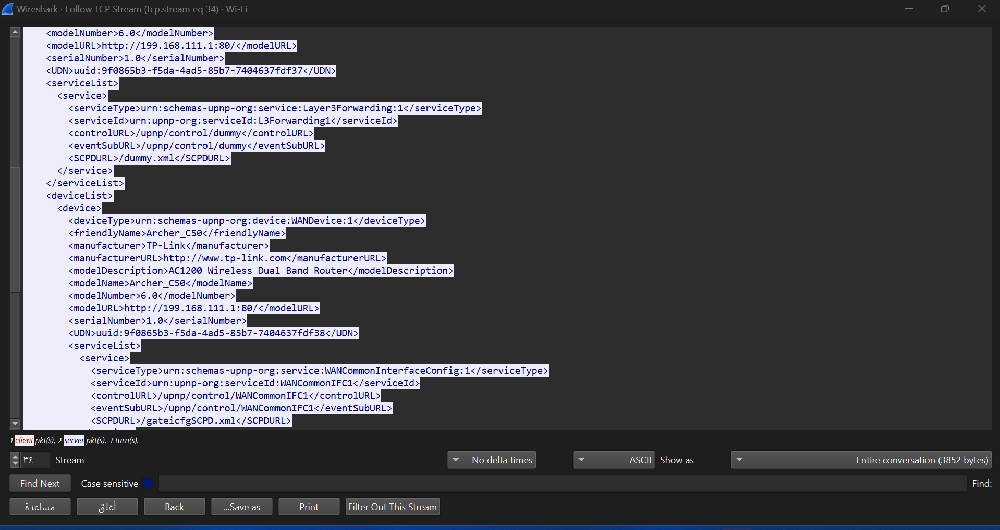 Wireshark · Follow TCP Stream (tcp.stream eq 34) · Wi-Fi
<modelNumber>6.0</modelNumber>
<modelURL>http://199.168.111.1:80/</modelURL>
<serialNumber>1.0</serialNumber>
<UDN>uuid:9f0865b3-f5da-4ad5-85b7-7404637fdf37</UDN>
<serviceList>
<service>
<serviceType>urn:schemas-upnp-org:service:Layer3Forwarding:1</serviceType>
<serviceId>urn:upnp-org:serviceId:L3Forwarding1</serviceId>
<controlURL>/upnp/control/dummy</controlURL>
<eventSubURL>/upnp/control/dummy</eventSubURL>
<SCPDURL>/dummy.xml</SCPDURL>
</service>
</serviceList>
<deviceList>
<device>
<deviceType>urn:schemas-upnp-org:device:WANDevice:1</deviceType>
<friendlyName>Archer_C50</friendlyName>
<manufacturer>TP-Link</manufacturer>
<manufacturerURL>http://www.tp-link.com</manufacturerURL>
<modelDescription>AC1200 Wireless Dual Band Router</modelDescription>
<modelName>Archer_C50</modelName>
<modelNumber>6.0</modelNumber>
<modelURL>http://199.168.111.1:80/</modelURL>
<serialNumber>1.0</serialNumber>
<UDN>uuid:9f0865b3-f5da-4ad5-85b7-7404637fdf38</UDN>
<serviceList>
<service>
<serviceType>urn:schemas-upnp-org:service:WANCommonInterfaceConfig:1</serviceType>
<serviceId>urn:upnp-org:serviceId:WANCommonIFC1</serviceId>
<controlURL>/upnp/control/WANCommonIFC1</controlURL>
<eventSubURL>/upnp/control/WANCommonIFC1</eventSubURL>
<SCPDURL>/gateicfgSCPD.xml</SCPDURL>
١ client pkt(s), ٤ server pkt(s), ١ turn(s).
٣٤ Stream No delta times ASCII Show as Entire conversation (3852 bytes)
Find Next Case sensitive Find:
مساعدة أغلق Back ...Save as Print Filter Out This Stream